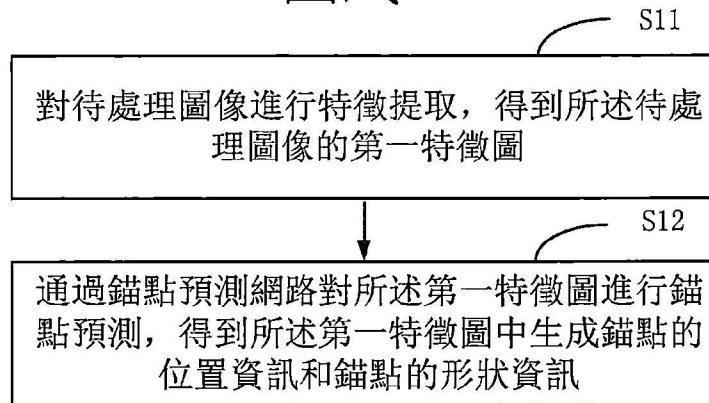 S11
對待處理圖像進行特徵提取，得到所述待處
理圖像的第一特徵圖
S12
通過錨點預測網路對所述第一特徵圖進行錨
點預測，得到所述第一特徵圖中生成錨點的
位置資訊和錨點的形狀資訊